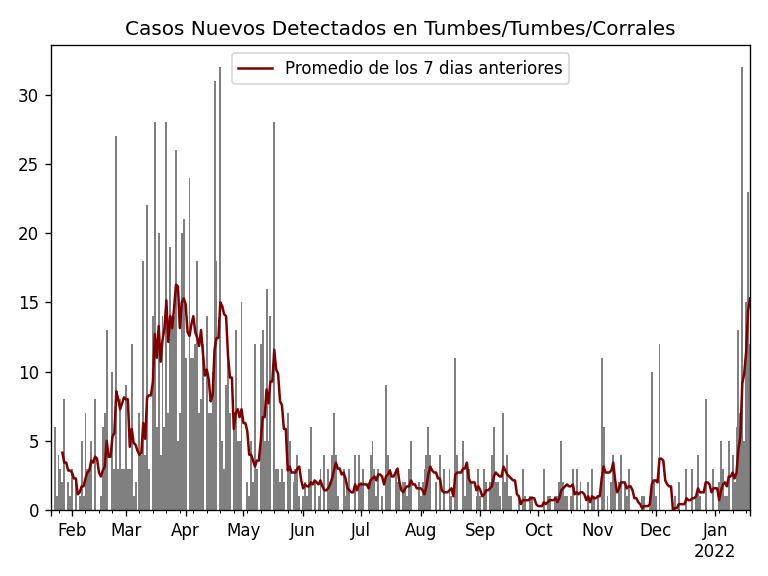 Casos Nuevos Detectados en Tumbes/Tumbes/Corrales
Promedio de los 7 dias anteriores
30
25
20
15
10
5
0
Feb Mar Apr May Jun Jul Aug Sep Oct Nov Dec Jan
2022